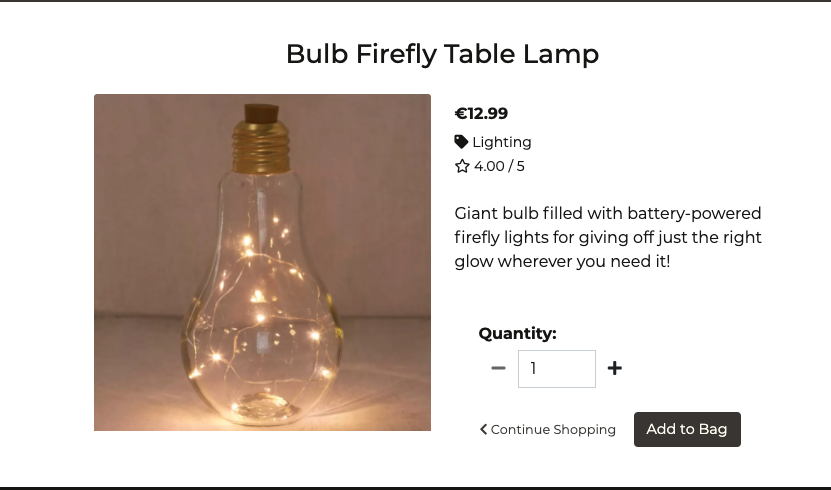 Bulb Firefly Table Lamp
€12.99
Lighting
4.00 / 5
Giant bulb filled with battery-powered
firefly lights for giving off just the right
glow wherever you need it!
Quantity:
1
Continue Shopping
Add to Bag